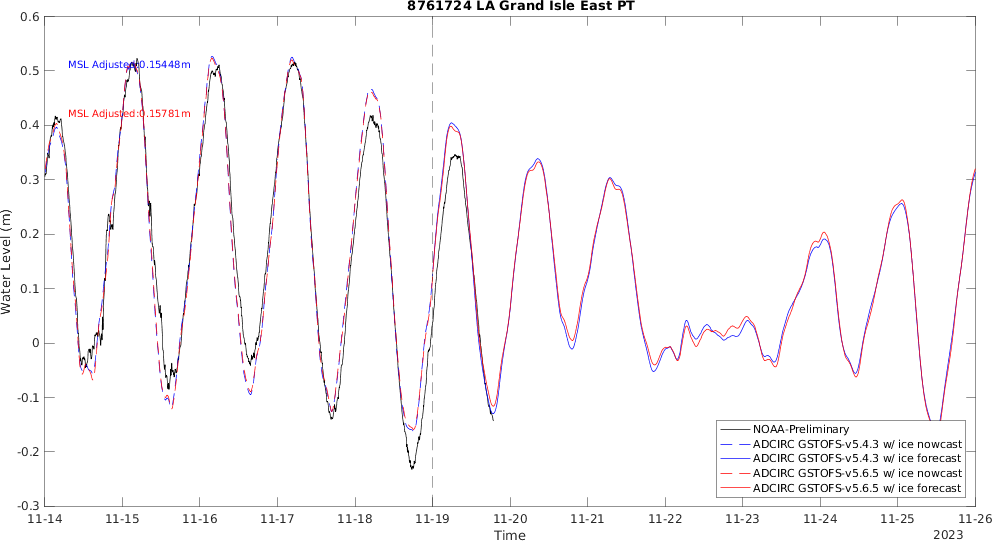 8761724 LA Grand Isle East PT
0.6
0.5
0.4
0.3
0.2
0.1
0
-0.1
-0.2
-0.3
Water Level (m)
MSL Adjusted:0.15448m
MSL Adjusted:0.15781m
NOAA-Preliminary
ADCIRC GSTOFS-v5.4.3 w/ ice nowcast
ADCIRC GSTOFS-v5.4.3 w/ ice forecast
ADCIRC GSTOFS-v5.6.5 w/ ice nowcast
ADCIRC GSTOFS-v5.6.5 w/ ice forecast
11-14 11-15 11-16 11-17 11-18 11-19 11-20 11-21 11-22 11-23 11-24 11-25 11-26
Time
2023